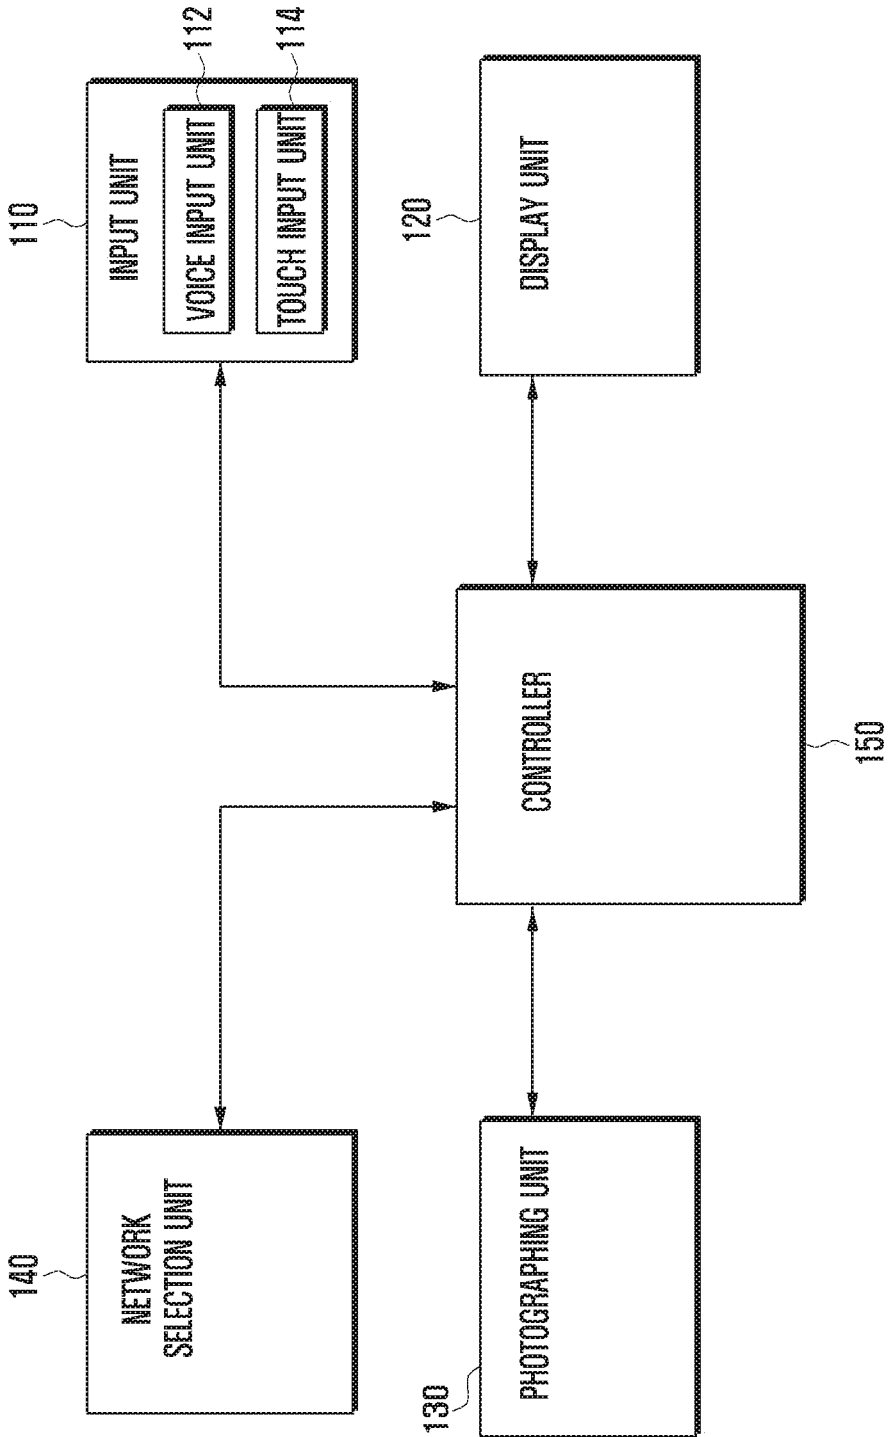 140
NETWORK
SELECTION UNIT
110
INPUT UNIT
VOICE INPUT UNIT
112
TOUCH INPUT UNIT
114
130
PHOTOGRAPHING UNIT
CONTROLLER
150
120
DISPLAY UNIT